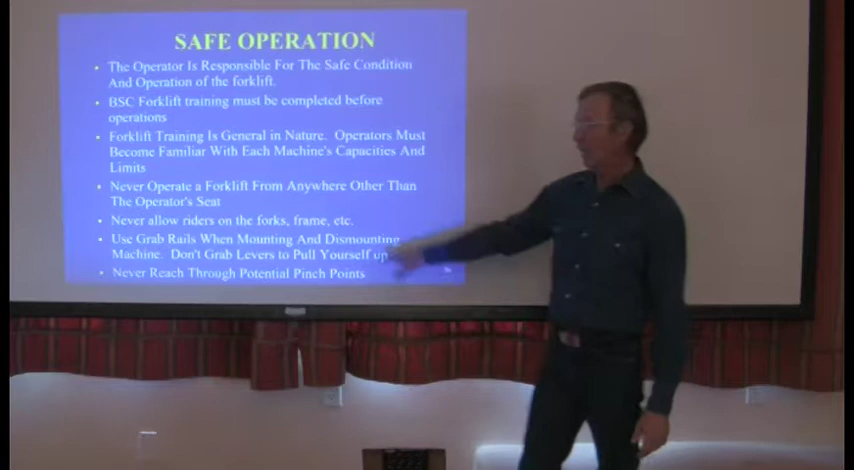 SAFE OPERATION
• The Operator Is Responsible For The Safe Condition
And Operation of the forklift.
• BSC Forklift training must be completed before
operations
• Forklift Training Is General in Nature. Operators Must
Become Familiar With Each Machine's Capacities And
Limits
• Never Operate a Forklift From Anywhere Other Than
The Operator's Seat
• Never allow riders on the forks, frame, etc.
• Use Grab Rails When Mounting And Dismounting
Machine. Don't Grab Levers to Pull Yourself up
• Never Reach Through Potential Pinch Points